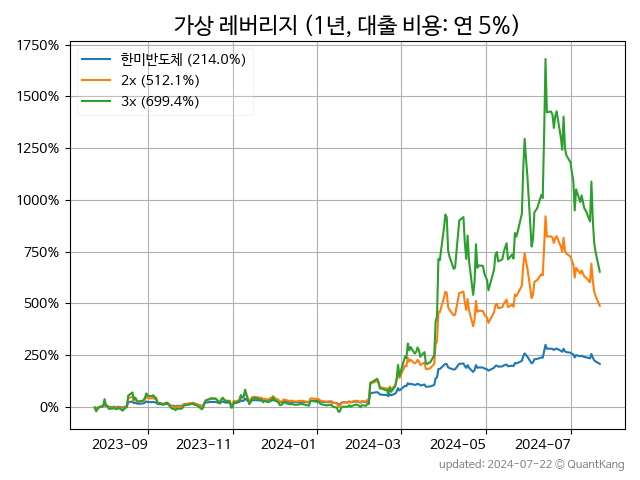 가상 레버리지 (1년, 대출 비용: 연 5%)
1750%
1500%
1250%
1000%
750%
500%
250%
0%
한미반도체 (214.0%)
2x (512.1%)
3x (699.4%)
2023-09 2023-11 2024-01 2024-03 2024-05 2024-07
updated: 2024-07-22 © QuantKang